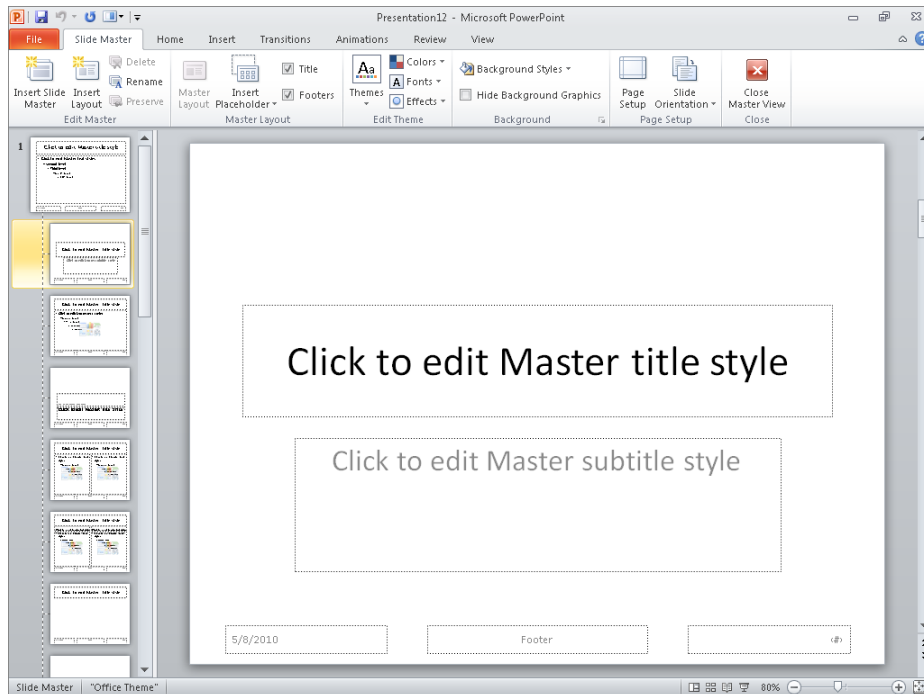 Presentation12 - Microsoft PowerPoint
File Slide Master Home Insert Transitions Animations Review View
Insert Slide Master
Insert Layout
Delete
Rename
Preserve
Edit Master
Master Layout
Insert Placeholder
Title
Footers
Master Layout
Themes
Colors
Fonts
Effects
Edit Theme
Background Styles
Hide Background Graphics
Background
Page Setup
Slide Orientation
Page Setup
Close Master View
Close
1
Click to edit Master title style
Click to edit Master subtitle style
5/8/2010 Footer ‹#›
Slide Master "Office Theme" 80%